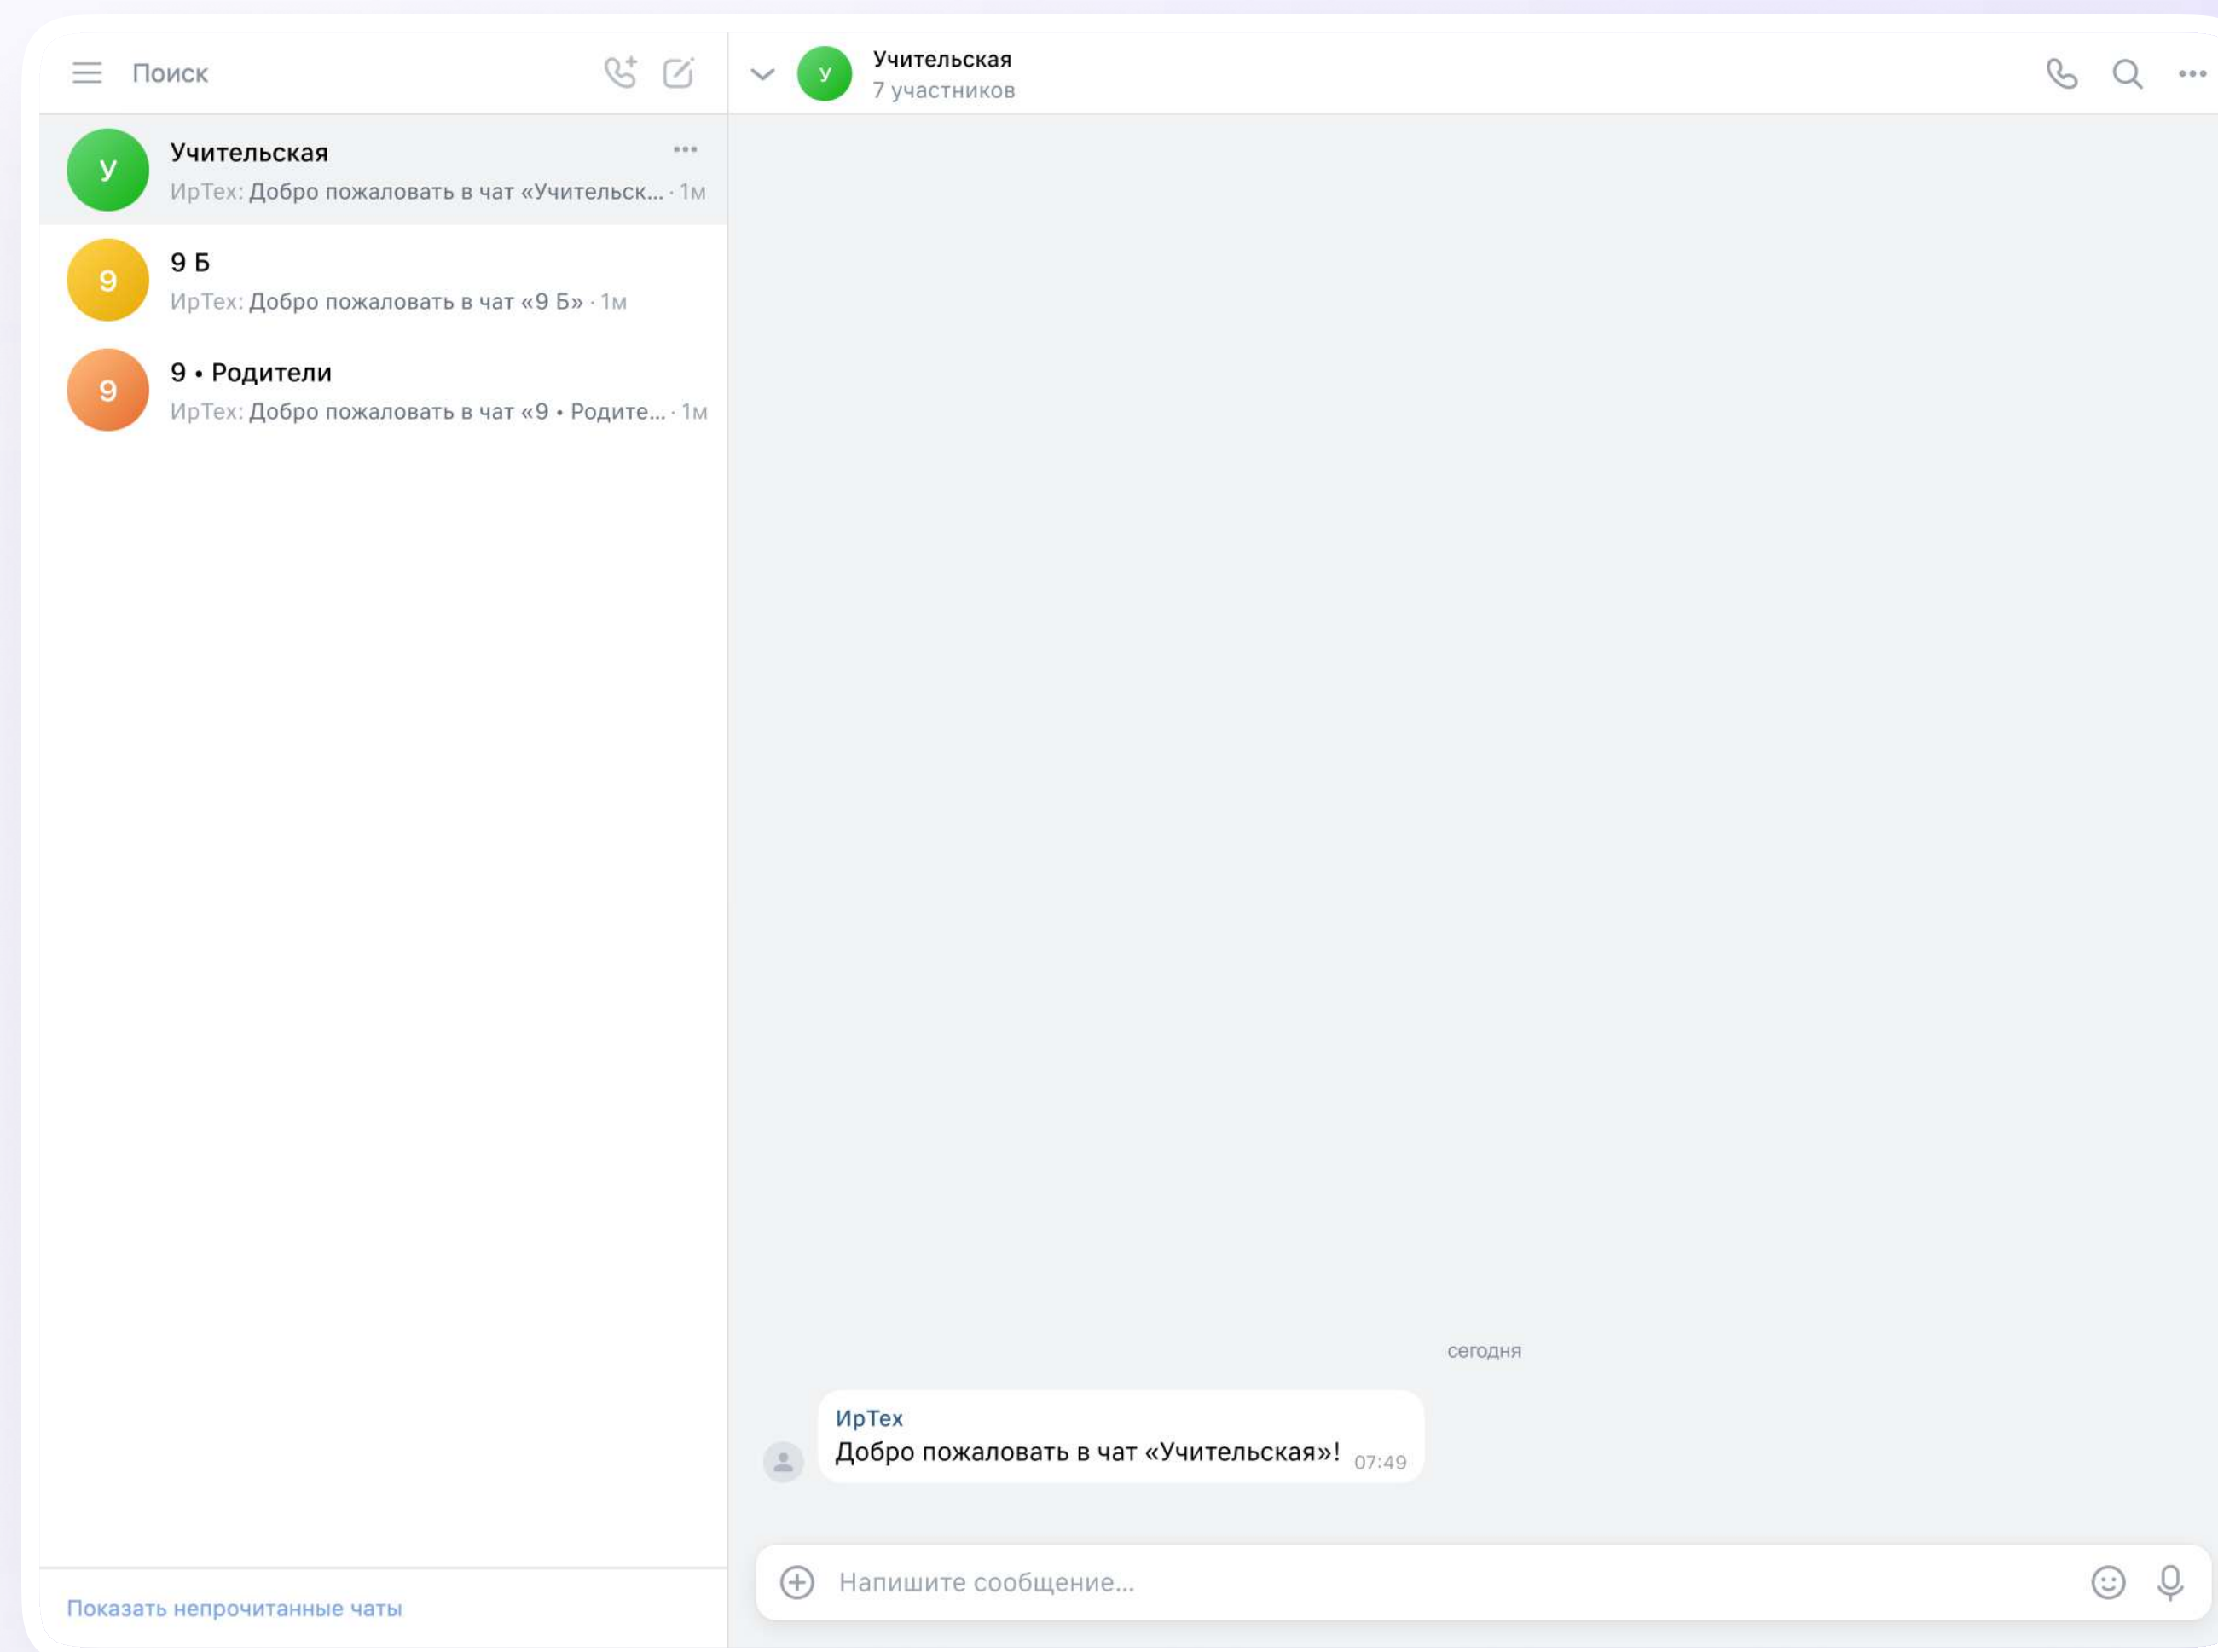 Поиск
У
Учительская
ИрТех: Добро пожаловать в чат «Учительск... · 1м
9
9 Б
ИрТех: Добро пожаловать в чат «9 Б» · 1м
9
9 • Родители
ИрТех: Добро пожаловать в чат «9 • Родите... · 1м
Показать непрочитанные чаты
У
Учительская
7 участников
сегодня
ИрТех
Добро пожаловать в чат «Учительская»! 07:49
Напишите сообщение...